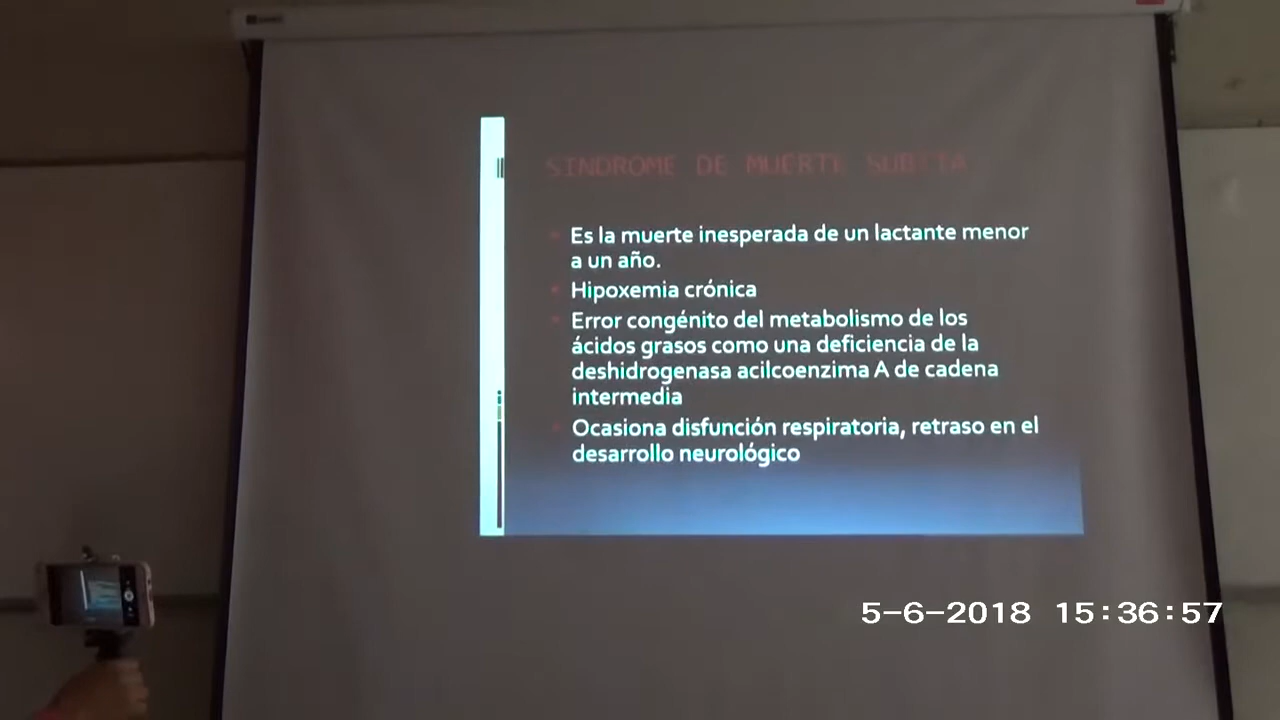 SINDROME DE MUERTE SUBITA
Es la muerte inesperada de un lactante menor
a un año.
Hipoxemia crónica
Error congénito del metabolismo de los
ácidos grasos como una deficiencia de la
deshidrogenasa acilcoenzima A de cadena
intermedia
Ocasiona disfunción respiratoria, retraso en el
desarrollo neurológico
5-6-2018 15:36:57